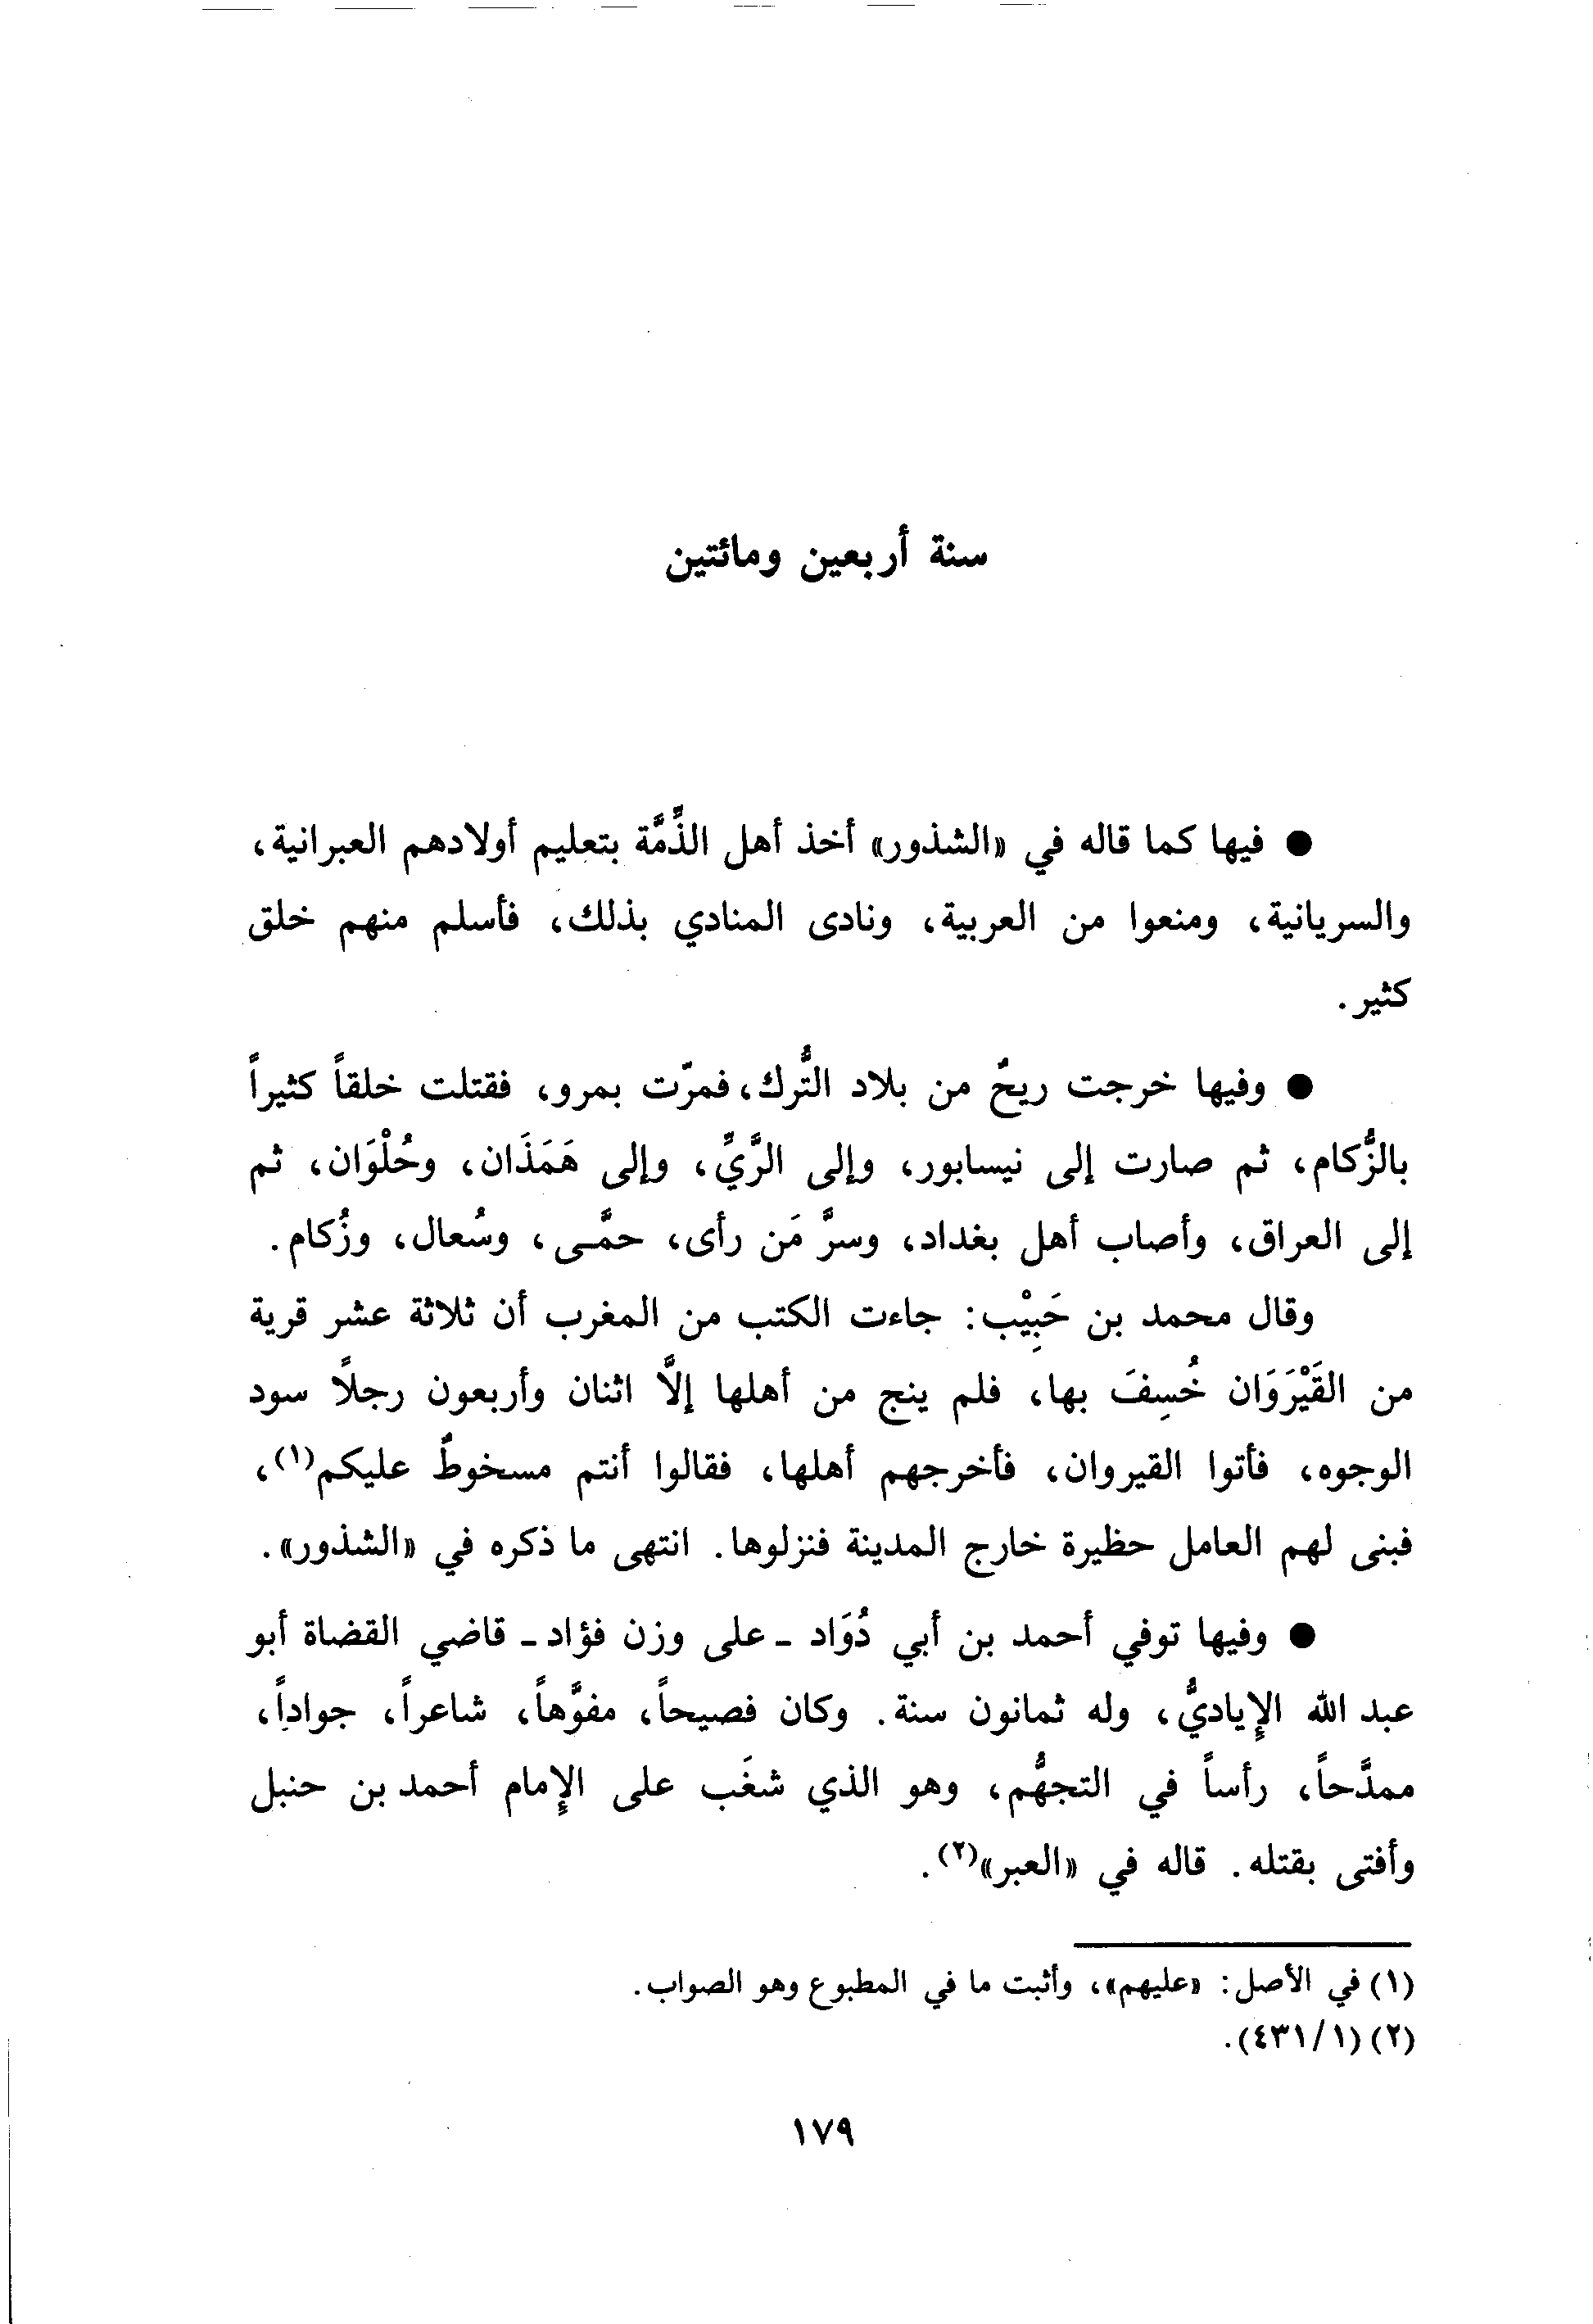 سنة أربعين ومائتين
● فيها كما قاله في «الشذور» أخذ أهل الذِّمَّة بتعليم أولادهم العبرانية،
والسريانية، ومنعوا من العربية، ونادى المنادي بذلك، فأسلم منهم خلق
كثير.
● وفيها خرجت ريحٌ من بلاد التُّرك، فمرّت بمرو، فقتلت خلقاً كثيراً
بالزُّكام، ثم صارت إلى نيسابور، وإلى الرَّيِّ، وإلى هَمَذَان، وحُلْوَان، ثم
إلى العراق، وأصاب أهل بغداد، وسرَّ مَن رأى، حمَّـى، وسُعال، وزُكام.
وقال محمد بن حَبِيْب: جاءت الكتب من المغرب أن ثلاثة عشر قرية
من القَيْرَوَان خُسِفَ بها، فلم ينج من أهلها إلَّا اثنان وأربعون رجلاً سود
الوجوه، فأتوا القيروان، فأخرجهم أهلها، فقالوا أنتم مسخوطٌ عليكم(١)،
فبنى لهم العامل حظيرة خارج المدينة فنزلوها. انتهى ما ذكره في «الشذور».
● وفيها توفي أحمد بن أبي دُوَاد - على وزن فؤاد - قاضي القضاة أبو
عبد الله الإِياديُّ، وله ثمانون سنة. وكان فصيحاً، مفوَّهاً، شاعراً، جواداً،
ممدَّحاً، رأساً في التجهُّم، وهو الذي شغَب على الإِمام أحمد بن حنبل
وأفتى بقتله. قاله في «العبر»(٢).
(١) في الأصل: «عليهم»، وأثبت ما في المطبوع وهو الصواب.
(٢) (١/ ٤٣١).
١٧٩